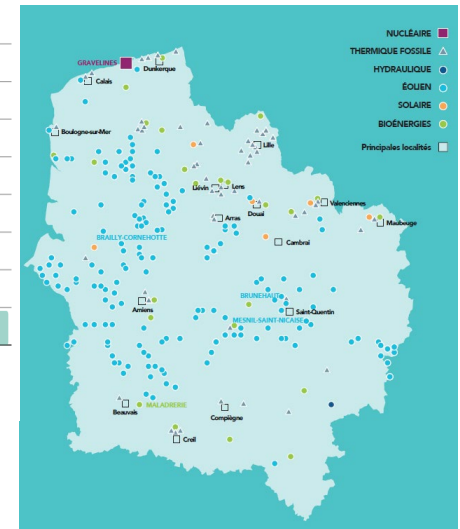 NUCLÉAIRE
THERMIQUE FOSSILE
HYDRAULIQUE
ÉOLIEN
SOLAIRE
BIOÉNERGIES
Principales localités
GRAVELINES
Dunkerque
Calais
Boulogne-sur-Mer
Lille
Liévin
Lens
Valenciennes
Douai
Arras
Maubeuge
BRAILLY-CORNEHOTTE
Cambrai
BRUNEHAUT
Amiens
Saint-Quentin
MESNIL-SAINT-NICAISE
Beauvais
MALADRERIE
Compiègne
Creil